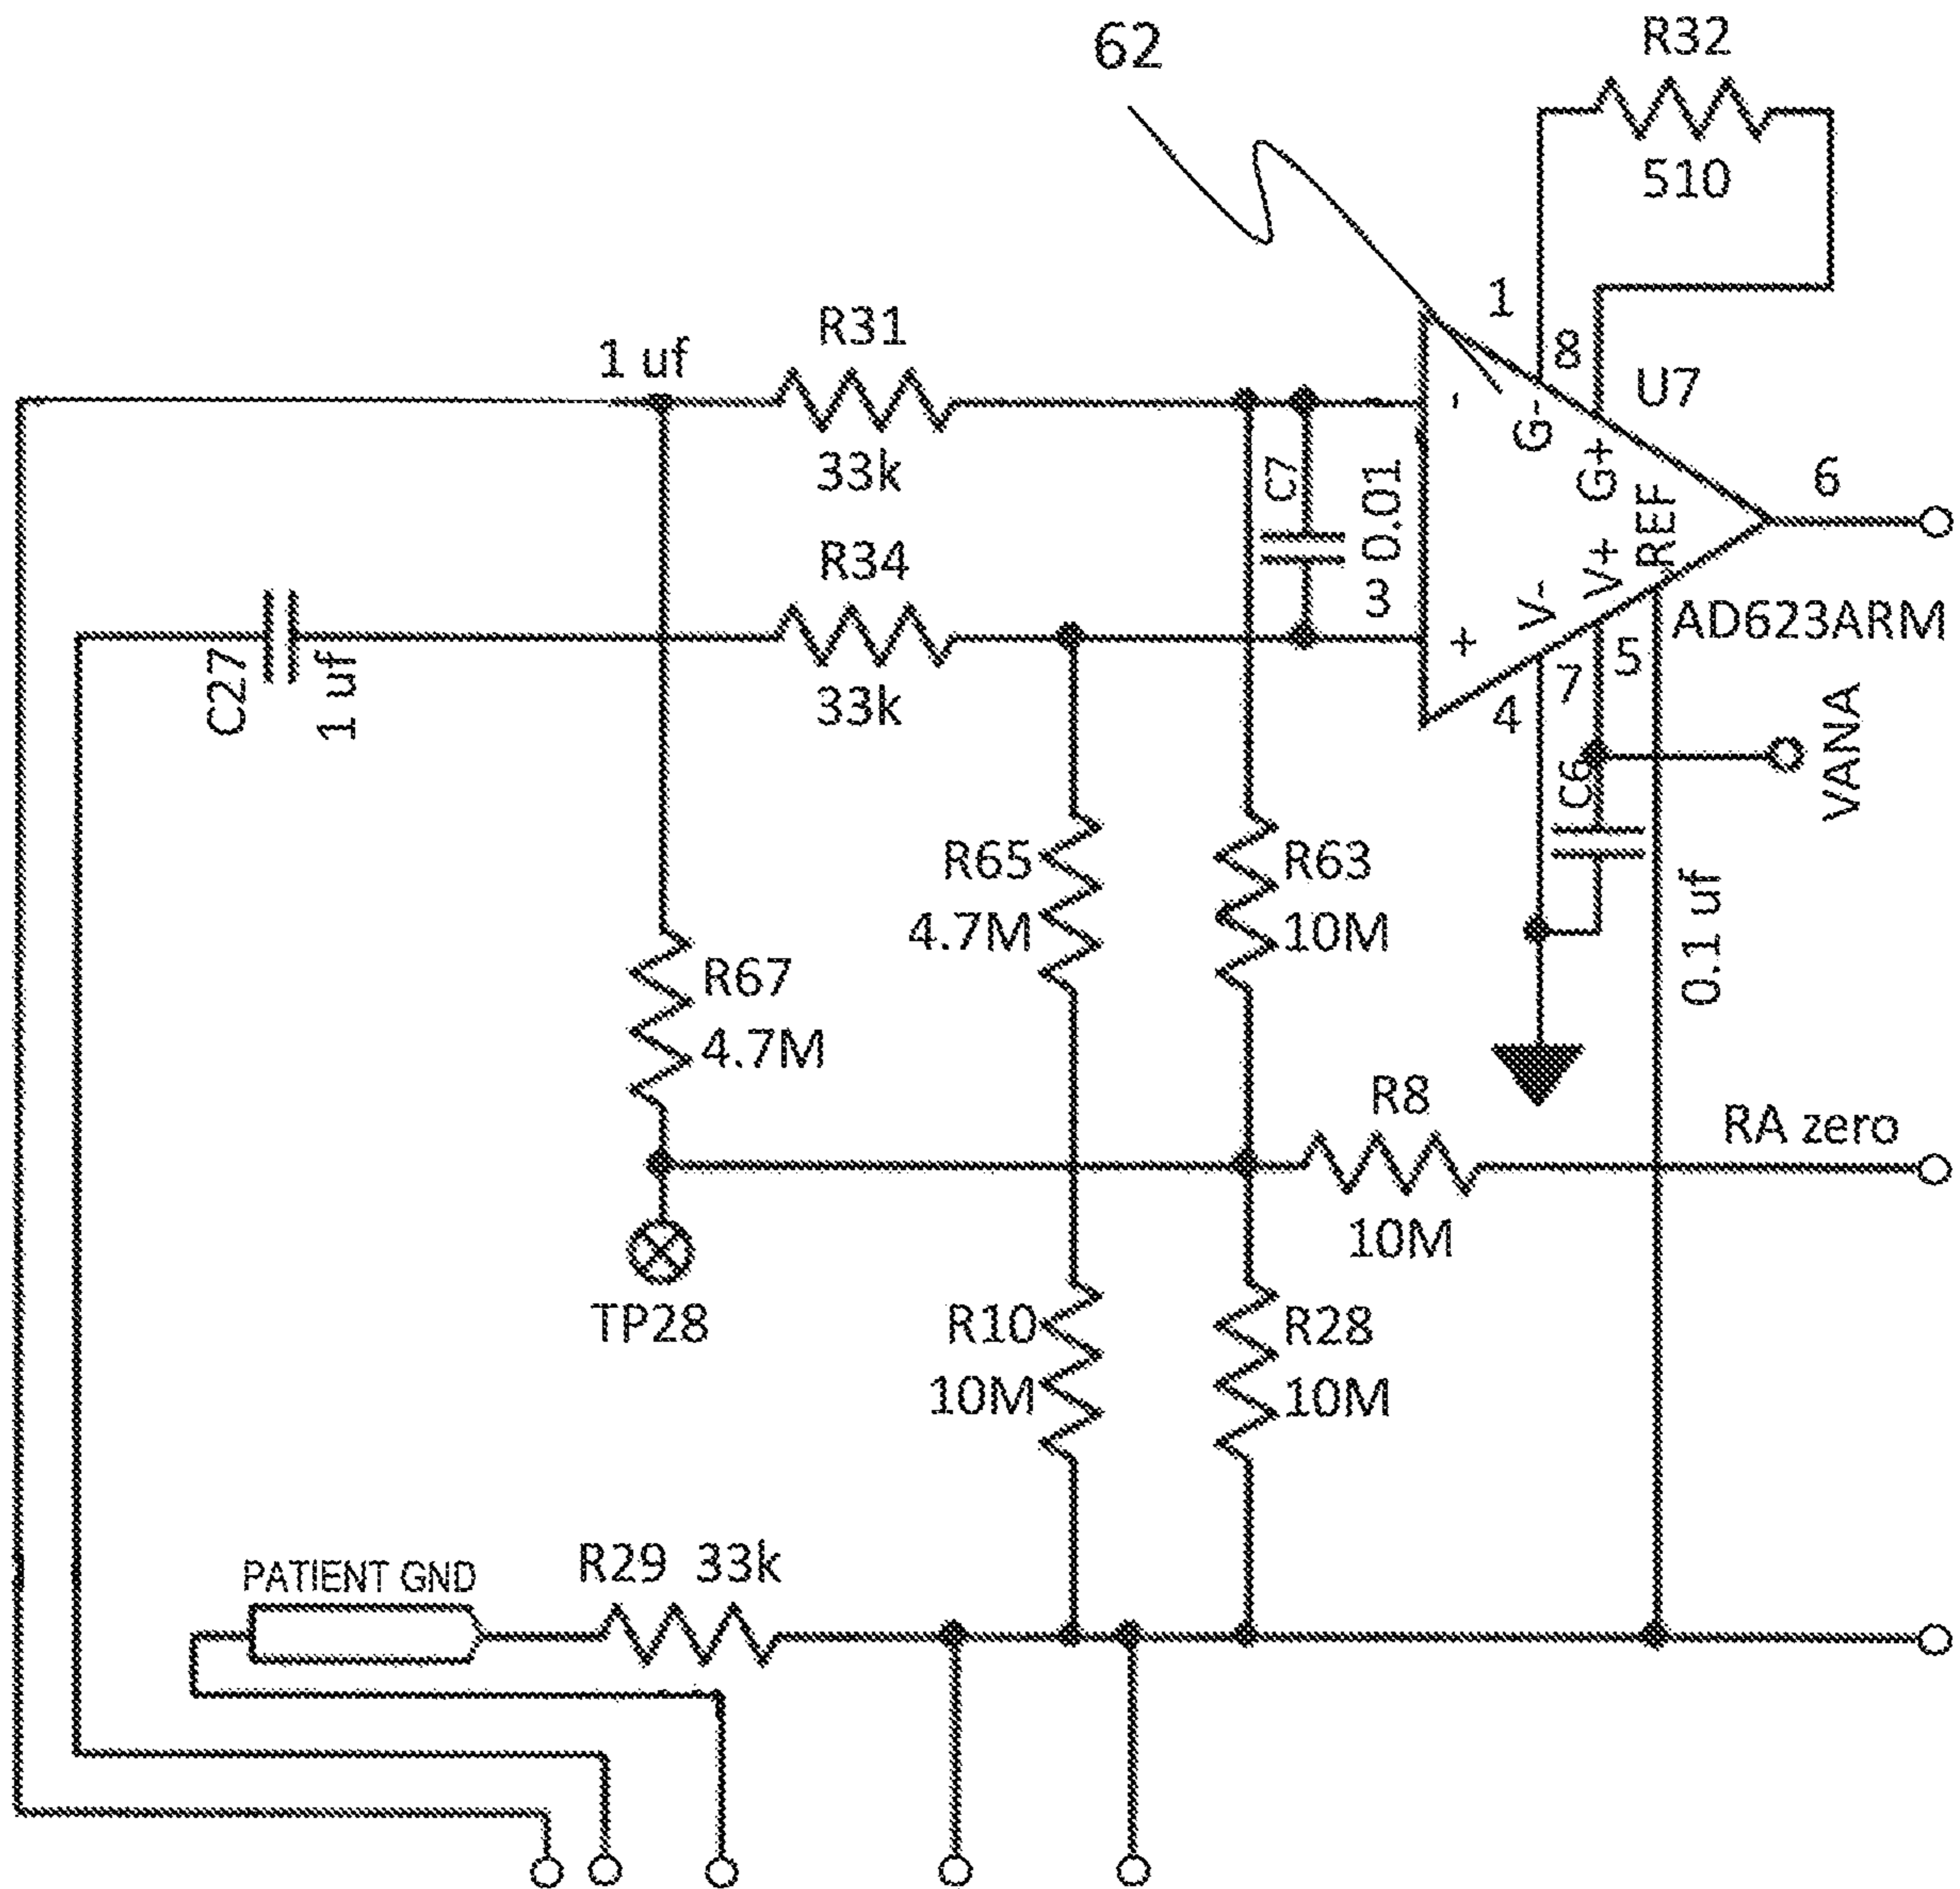 62
R32
510
1
8
U7
R31
1 uf
33k
-
G-
G+
6
C7
0.01
REF
R34
3
V+
V-
AD623ARM
+
5
7
4
33k
C27
1 uf
VANA
C6
R65
4.7M
R63
10M
0.1 uf
R67
4.7M
R8
RA zero
10M
TP28
R10
10M
R28
10M
PATIENT GND
R29 33k